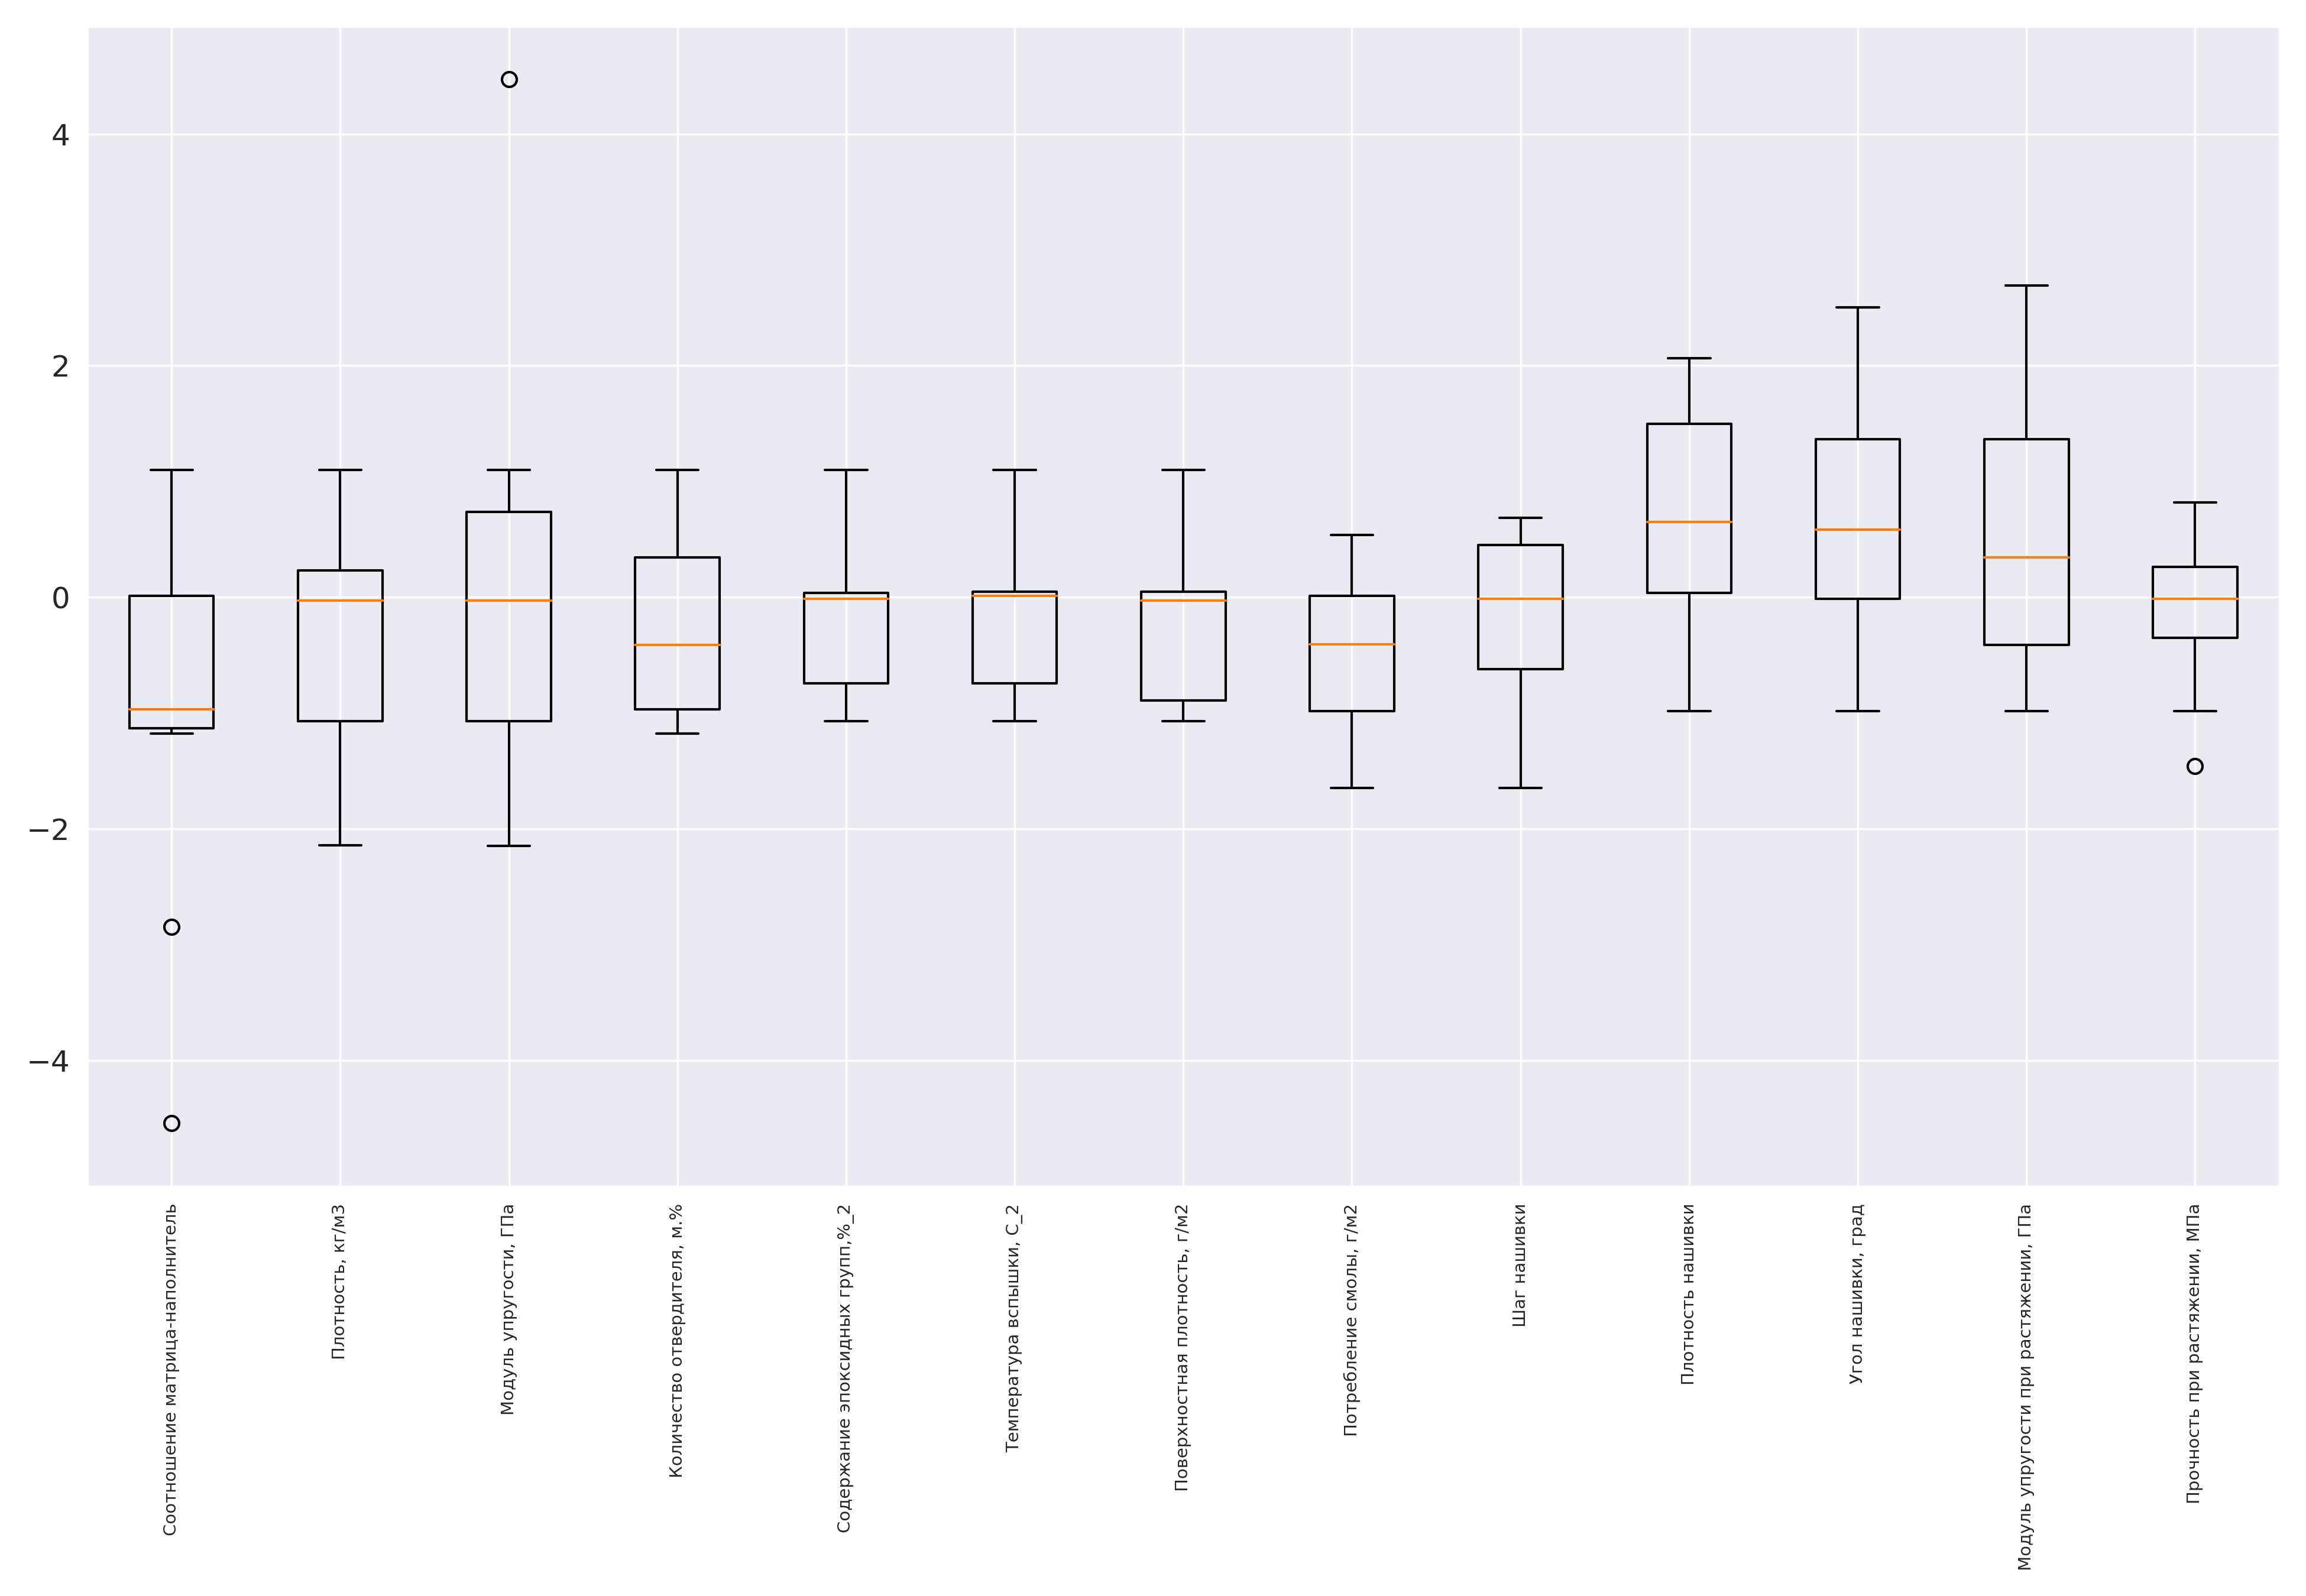 4
2
0
−2
−4
Соотношение матрица-наполнитель
Плотность, кг/м3
Модуль упругости, ГПа
Количество отвердителя, м.%
Содержание эпоксидных групп,%_2
Температура вспышки, С_2
Поверхностная плотность, г/м2
Потребление смолы, г/м2
Шаг нашивки
Плотность нашивки
Угол нашивки, град
Модуль упругости при растяжении, ГПа
Прочность при растяжении, МПа